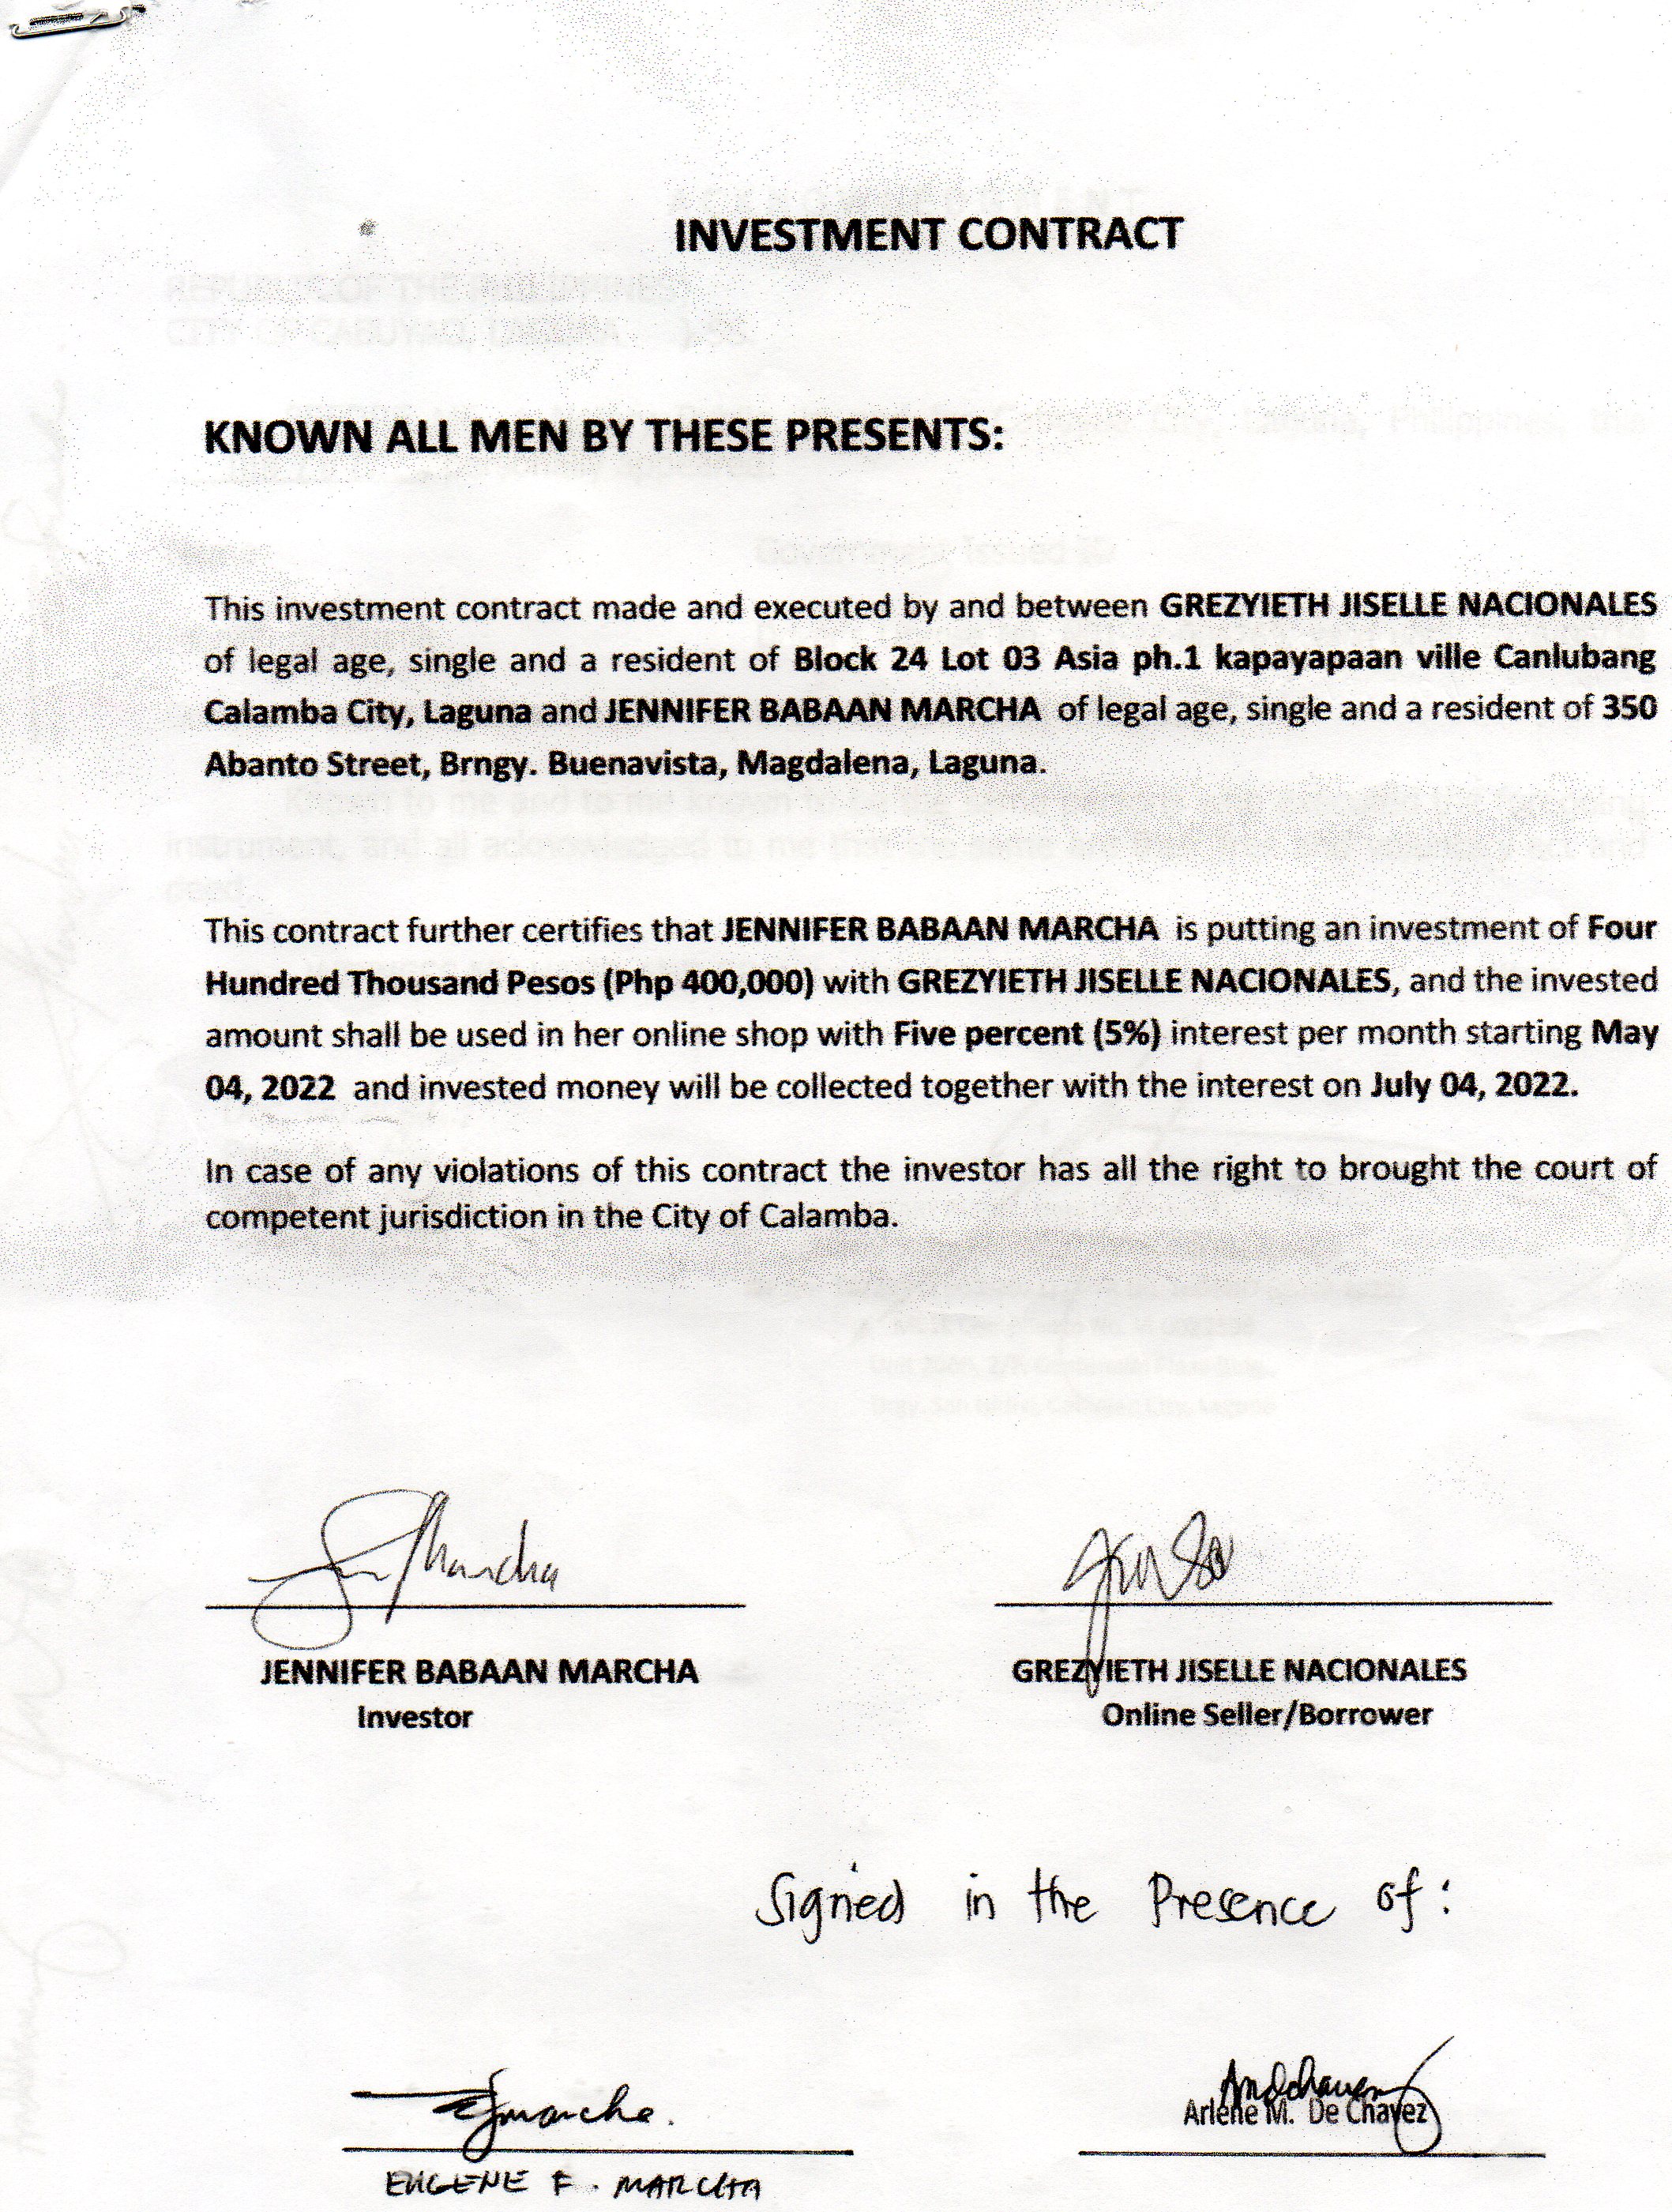 INVESTMENT CONTRACT
KNOWN ALL MEN BY THESE PRESENTS:
This investment contract made and executed by and between GREZYIETH JISELLE NACIONALES
of legal age, single and a resident of Block 24 Lot 03 Asia ph.1 kapayapaan ville Canlubang
Calamba City, Laguna and JENNIFER BABAAN MARCHA of legal age, single and a resident of 350
Abanto Street, Brngy. Buenavista, Magdalena, Laguna.
This contract further certifies that JENNIFER BABAAN MARCHA is putting an investment of Four
Hundred Thousand Pesos (Php 400,000) with GREZYIETH JISELLE NACIONALES, and the invested
amount shall be used in her online shop with Five percent (5%) interest per month starting May
04, 2022 and invested money will be collected together with the interest on July 04, 2022.
In case of any violations of this contract the investor has all the right to brought the court of
competent jurisdiction in the City of Calamba.
JENNIFER BABAAN MARCHA GREZYIETH JISELLE NACIONALES
Investor Online Seller/Borrower
Signed in the Presence of:
Arlene M. De Chavez
EUGENE F. MARCHA